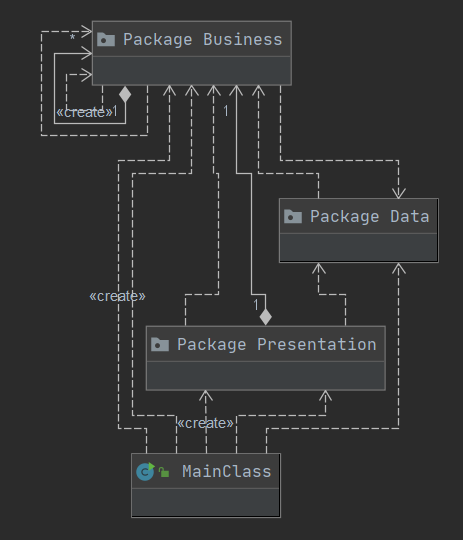 Package Business
*
«create»
1
1
Package Data
«create»
1
Package Presentation
«create»
MainClass